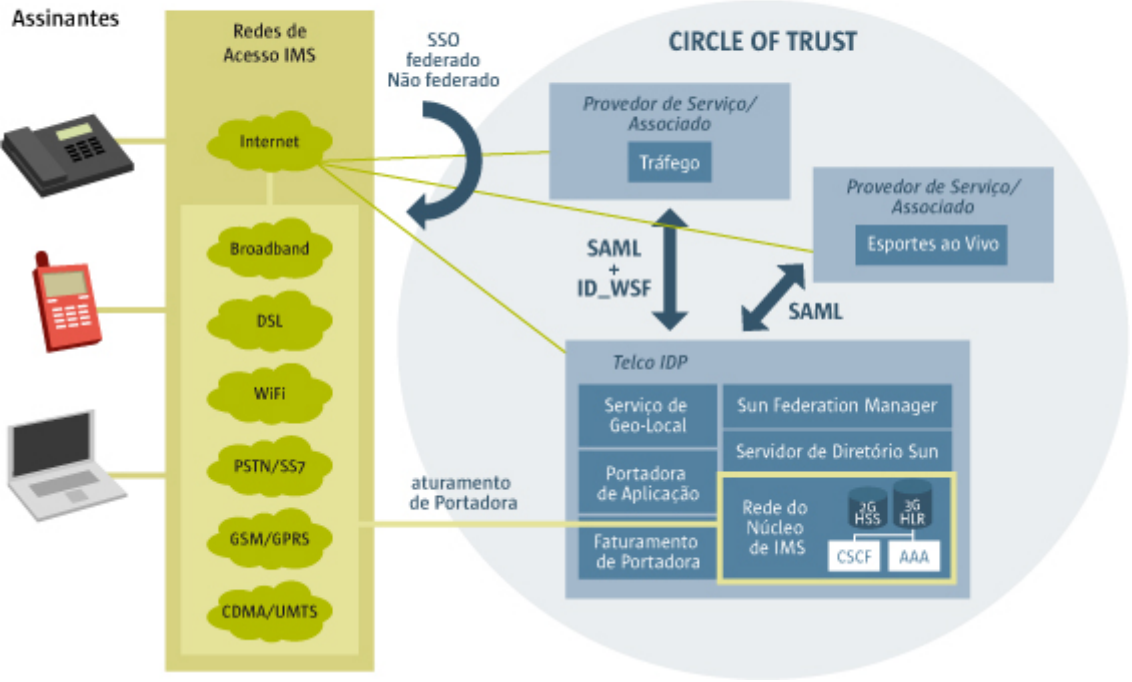 Assinantes
Redes de
Acesso IMS
Internet
Broadband
DSL
WiFi
PSTN/SS7
GSM/GPRS
CDMA/UMTS
SSO
federado
Não federado
CIRCLE OF TRUST
Provedor de Serviço/
Associado
Tráfego
Provedor de Serviço/
Associado
Esportes ao Vivo
SAML
+
ID_WSF
SAML
aturamento
de Portadora
Telco IDP
Serviço de
Geo-Local
Portadora
de Aplicação
Faturamento
de Portadora
Sun Federation Manager
Servidor de Diretório Sun
Rede do
Núcleo
de IMS
2G
HSS
3G
HLR
CSCF
AAA